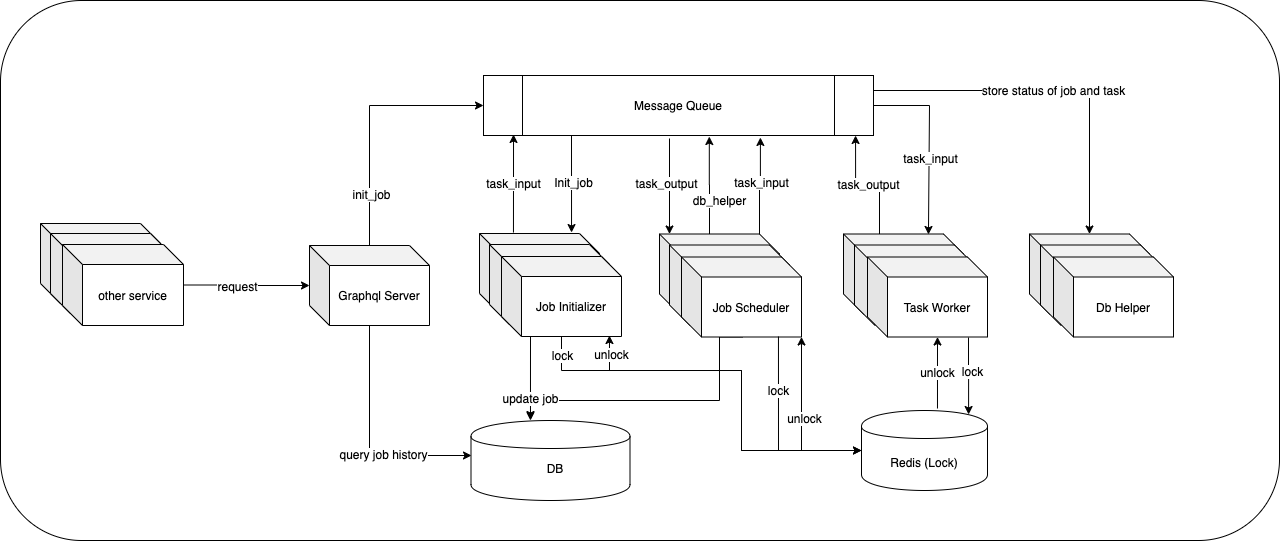 store status of job and task
Message Queue
task_input
init_job
task_input
Init_job
task_output
db_helper
task_input
task_output
other service
request
Graphql Server
Job Initializer
Job Scheduler
Task Worker
Db Helper
lock
unlock
unlock
lock
lock
update job
unlock
query job history
DB
Redis (Lock)